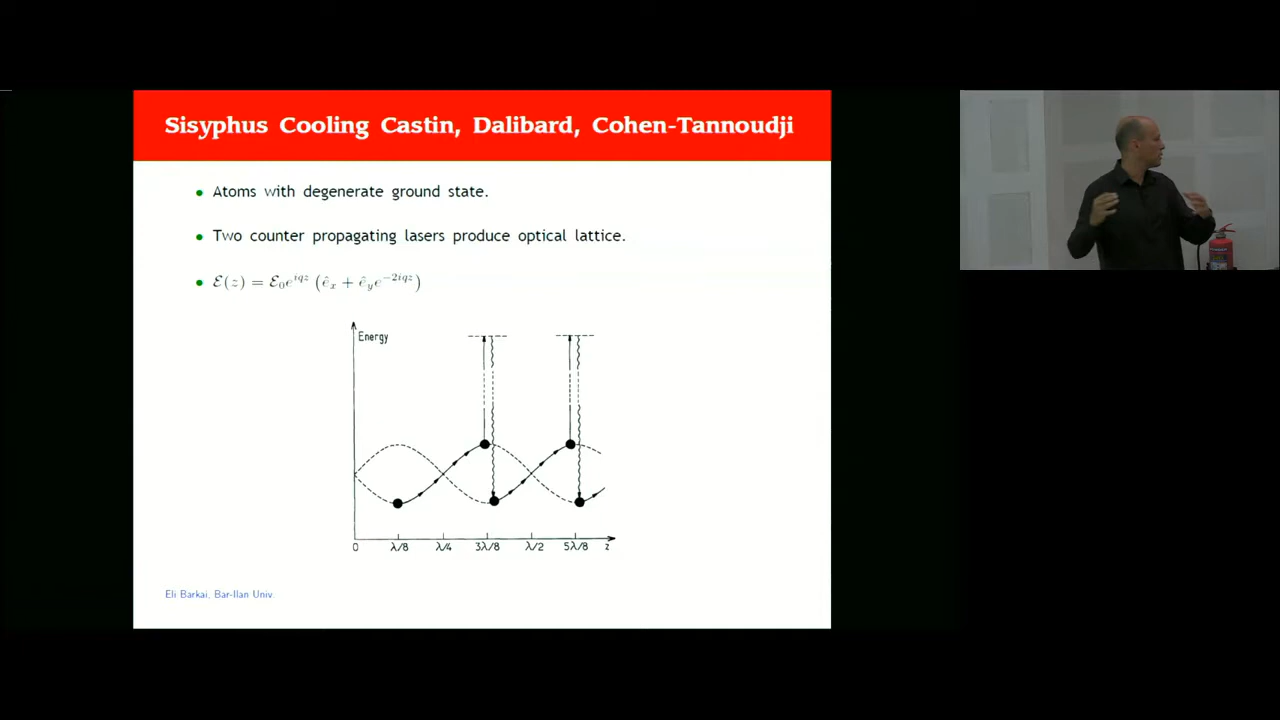 Sisyphus Cooling Castin, Dalibard, Cohen-Tannoudji
• Atoms with degenerate ground state.
• Two counter propagating lasers produce optical lattice.
• ℰ(z) = ℰ₀e^{iqz} (ê_x + ê_y e^{−2iqz})
Energy
0 λ/8 λ/4 3λ/8 λ/2 5λ/8 z
Eli Barkai, Bar-Ilan Univ.